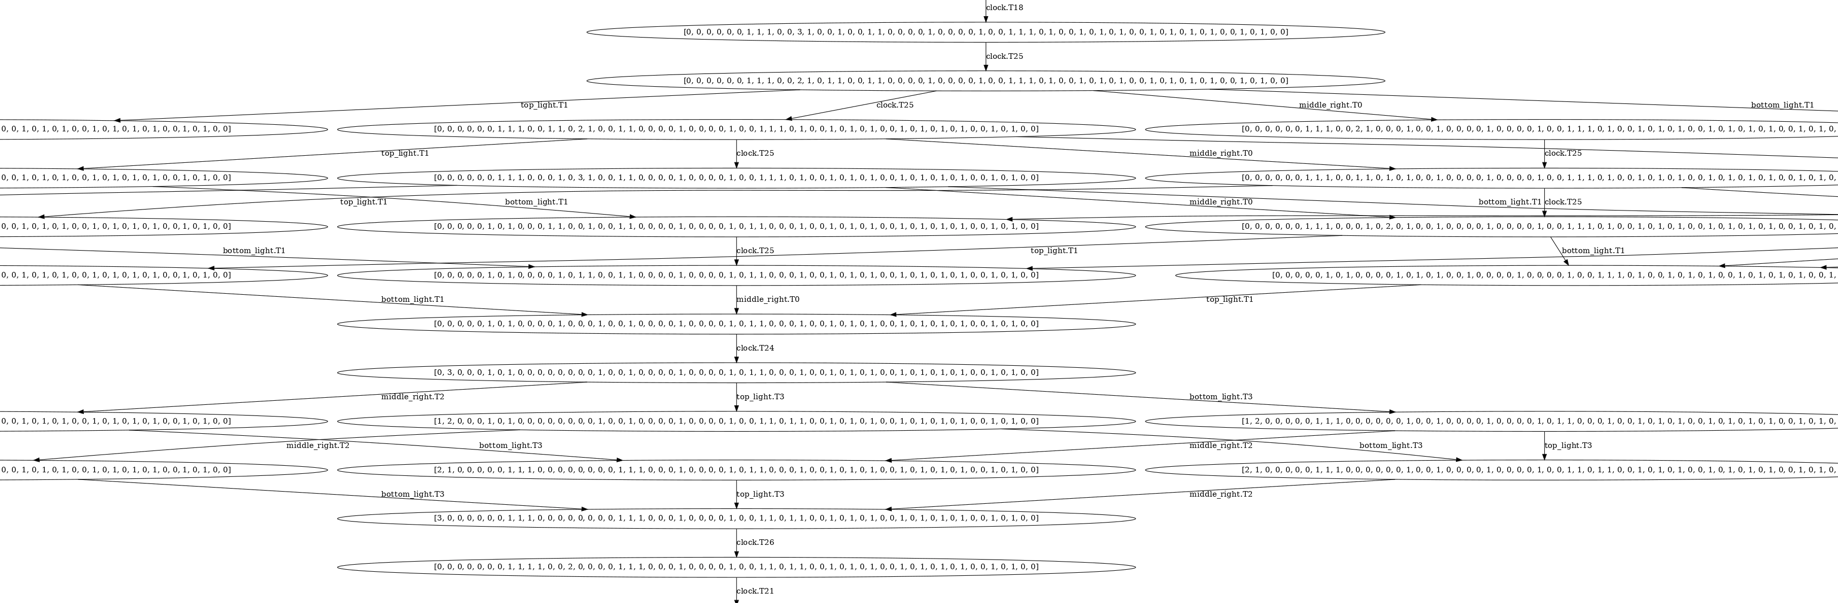 clock.T18
[0, 0, 0, 0, 0, 0, 1, 1, 1, 0, 0, 3, 1, 0, 0, 1, 0, 0, 1, 1, 0, 0, 0, 0, 1, 0, 0, 0, 0, 1, 0, 0, 1, 1, 1, 0, 1, 0, 0, 1, 0, 1, 0, 1, 0, 0, 1, 0, 1, 0, 1, 0, 1, 0, 0, 1, 0, 1, 0, 0]
clock.T25
[0, 0, 0, 0, 0, 0, 1, 1, 1, 0, 0, 2, 1, 0, 1, 1, 0, 0, 1, 1, 0, 0, 0, 0, 1, 0, 0, 0, 0, 1, 0, 0, 1, 1, 1, 0, 1, 0, 0, 1, 0, 1, 0, 1, 0, 0, 1, 0, 1, 0, 1, 0, 1, 0, 0, 1, 0, 1, 0, 0]
top_light.T1 clock.T25 middle_right.T0 bottom_light.T1
0, 0, 1, 0, 1, 0, 1, 0, 0, 1, 0, 1, 0, 1, 0, 1, 0, 0, 1, 0, 1, 0, 0] [0, 0, 0, 0, 0, 0, 1, 1, 1, 0, 0, 1, 1, 0, 2, 1, 0, 0, 1, 1, 0, 0, 0, 0, 1, 0, 0, 0, 0, 1, 0, 0, 1, 1, 1, 0, 1, 0, 0, 1, 0, 1, 0, 1, 0, 0, 1, 0, 1, 0, 1, 0, 1, 0, 0, 1, 0, 1, 0, 0] [0, 0, 0, 0, 0, 0, 1, 1, 1, 0, 0, 2, 1, 0, 0, 0, 1, 0, 0, 1, 0, 0, 0, 0, 1, 0, 0, 0, 0, 1, 0, 0, 1, 1, 1, 0, 1, 0, 0, 1, 0, 1, 0, 1, 0, 0, 1, 0, 1, 0, 1, 0, 1, 0, 0, 1, 0, 1, 0,
top_light.T1 clock.T25 middle_right.T0 clock.T25
0, 0, 1, 0, 1, 0, 1, 0, 0, 1, 0, 1, 0, 1, 0, 1, 0, 0, 1, 0, 1, 0, 0] [0, 0, 0, 0, 0, 0, 1, 1, 1, 0, 0, 0, 1, 0, 3, 1, 0, 0, 1, 1, 0, 0, 0, 0, 1, 0, 0, 0, 0, 1, 0, 0, 1, 1, 1, 0, 1, 0, 0, 1, 0, 1, 0, 1, 0, 0, 1, 0, 1, 0, 1, 0, 1, 0, 0, 1, 0, 1, 0, 0] [0, 0, 0, 0, 0, 0, 1, 1, 1, 0, 0, 1, 1, 0, 1, 0, 1, 0, 0, 1, 0, 0, 0, 0, 1, 0, 0, 0, 0, 1, 0, 0, 1, 1, 1, 0, 1, 0, 0, 1, 0, 1, 0, 1, 0, 0, 1, 0, 1, 0, 1, 0, 1, 0, 0, 1, 0, 1, 0,
top_light.T1 bottom_light.T1 middle_right.T0 bottom_light.T1 clock.T25
0, 0, 1, 0, 1, 0, 1, 0, 0, 1, 0, 1, 0, 1, 0, 1, 0, 0, 1, 0, 1, 0, 0] [0, 0, 0, 0, 0, 1, 0, 1, 0, 0, 0, 1, 1, 0, 0, 1, 0, 0, 1, 1, 0, 0, 0, 0, 1, 0, 0, 0, 0, 1, 0, 1, 1, 0, 0, 0, 1, 0, 0, 1, 0, 1, 0, 1, 0, 0, 1, 0, 1, 0, 1, 0, 1, 0, 0, 1, 0, 1, 0, 0] [0, 0, 0, 0, 0, 0, 1, 1, 1, 0, 0, 0, 1, 0, 2, 0, 1, 0, 0, 1, 0, 0, 0, 0, 1, 0, 0, 0, 0, 1, 0, 0, 1, 1, 1, 0, 1, 0, 0, 1, 0, 1, 0, 1, 0, 0, 1, 0, 1, 0, 1, 0, 1, 0, 0, 1, 0, 1, 0,
bottom_light.T1 clock.T25 top_light.T1 bottom_light.T1
0, 0, 1, 0, 1, 0, 1, 0, 0, 1, 0, 1, 0, 1, 0, 1, 0, 0, 1, 0, 1, 0, 0] [0, 0, 0, 0, 0, 1, 0, 1, 0, 0, 0, 0, 1, 0, 1, 1, 0, 0, 1, 1, 0, 0, 0, 0, 1, 0, 0, 0, 0, 1, 0, 1, 1, 0, 0, 0, 1, 0, 0, 1, 0, 1, 0, 1, 0, 0, 1, 0, 1, 0, 1, 0, 1, 0, 0, 1, 0, 1, 0, 0] [0, 0, 0, 0, 0, 1, 0, 1, 0, 0, 0, 0, 1, 0, 1, 0, 1, 0, 0, 1, 0, 0, 0, 0, 1, 0, 0, 0, 0, 1, 0, 0, 1, 1, 1, 0, 1, 0, 0, 1, 0, 1, 0, 1, 0, 0, 1, 0, 1, 0, 1, 0, 1, 0, 0, 1,
bottom_light.T1 middle_right.T0 top_light.T1
[0, 0, 0, 0, 0, 1, 0, 1, 0, 0, 0, 0, 1, 0, 0, 0, 1, 0, 0, 1, 0, 0, 0, 0, 1, 0, 0, 0, 0, 1, 0, 1, 1, 0, 0, 0, 1, 0, 0, 1, 0, 1, 0, 1, 0, 0, 1, 0, 1, 0, 1, 0, 1, 0, 0, 1, 0, 1, 0, 0]
clock.T24
[0, 3, 0, 0, 0, 1, 0, 1, 0, 0, 0, 0, 0, 0, 0, 0, 1, 0, 0, 1, 0, 0, 0, 0, 1, 0, 0, 0, 0, 1, 0, 1, 1, 0, 0, 0, 1, 0, 0, 1, 0, 1, 0, 1, 0, 0, 1, 0, 1, 0, 1, 0, 1, 0, 0, 1, 0, 1, 0, 0]
middle_right.T2 top_light.T3 bottom_light.T3
0, 0, 1, 0, 1, 0, 1, 0, 0, 1, 0, 1, 0, 1, 0, 1, 0, 0, 1, 0, 1, 0, 0] [1, 2, 0, 0, 0, 1, 0, 1, 1, 0, 0, 0, 0, 0, 0, 0, 1, 0, 0, 1, 0, 0, 0, 0, 1, 0, 0, 0, 0, 1, 0, 0, 1, 1, 0, 1, 1, 0, 0, 1, 0, 1, 0, 1, 0, 0, 1, 0, 1, 0, 1, 0, 1, 0, 0, 1, 0, 1, 0, 0] [1, 2, 0, 0, 0, 0, 0, 1, 1, 1, 0, 0, 0, 0, 0, 0, 1, 0, 0, 1, 0, 0, 0, 0, 1, 0, 0, 0, 0, 1, 0, 1, 1, 0, 0, 0, 1, 0, 0, 1, 0, 1, 0, 1, 0, 0, 1, 0, 1, 0, 1, 0, 1, 0, 0, 1, 0, 1, 0,
middle_right.T2 bottom_light.T3 middle_right.T2 bottom_light.T3 top_light.T3
0, 0, 1, 0, 1, 0, 1, 0, 0, 1, 0, 1, 0, 1, 0, 1, 0, 0, 1, 0, 1, 0, 0] [2, 1, 0, 0, 0, 0, 0, 1, 1, 1, 0, 0, 0, 0, 0, 0, 0, 0, 1, 1, 1, 0, 0, 0, 1, 0, 0, 0, 0, 1, 0, 1, 1, 0, 0, 0, 1, 0, 0, 1, 0, 1, 0, 1, 0, 0, 1, 0, 1, 0, 1, 0, 1, 0, 0, 1, 0, 1, 0, 0] [2, 1, 0, 0, 0, 0, 0, 1, 1, 1, 1, 0, 0, 0, 0, 0, 0, 1, 0, 0, 1, 0, 0, 0, 0, 1, 0, 0, 0, 0, 1, 0, 0, 1, 1, 0, 1, 1, 0, 0, 1, 0, 1, 0, 1, 0, 0, 1, 0, 1, 0, 1, 0, 1, 0, 0, 1, 0, 1, 0,
bottom_light.T3 top_light.T3 middle_right.T2
[3, 0, 0, 0, 0, 0, 0, 1, 1, 1, 1, 0, 0, 0, 0, 0, 0, 0, 0, 1, 1, 1, 0, 0, 0, 1, 0, 0, 0, 0, 1, 0, 0, 1, 1, 0, 1, 1, 0, 0, 1, 0, 1, 0, 1, 0, 0, 1, 0, 1, 0, 1, 0, 1, 0, 0, 1, 0, 1, 0, 0]
clock.T26
[0, 0, 0, 0, 0, 0, 0, 1, 1, 1, 1, 1, 0, 0, 2, 0, 0, 0, 0, 1, 1, 1, 0, 0, 0, 1, 0, 0, 0, 0, 1, 0, 0, 1, 1, 0, 1, 1, 0, 0, 1, 0, 1, 0, 1, 0, 0, 1, 0, 1, 0, 1, 0, 1, 0, 0, 1, 0, 1, 0, 0]
clock.T21